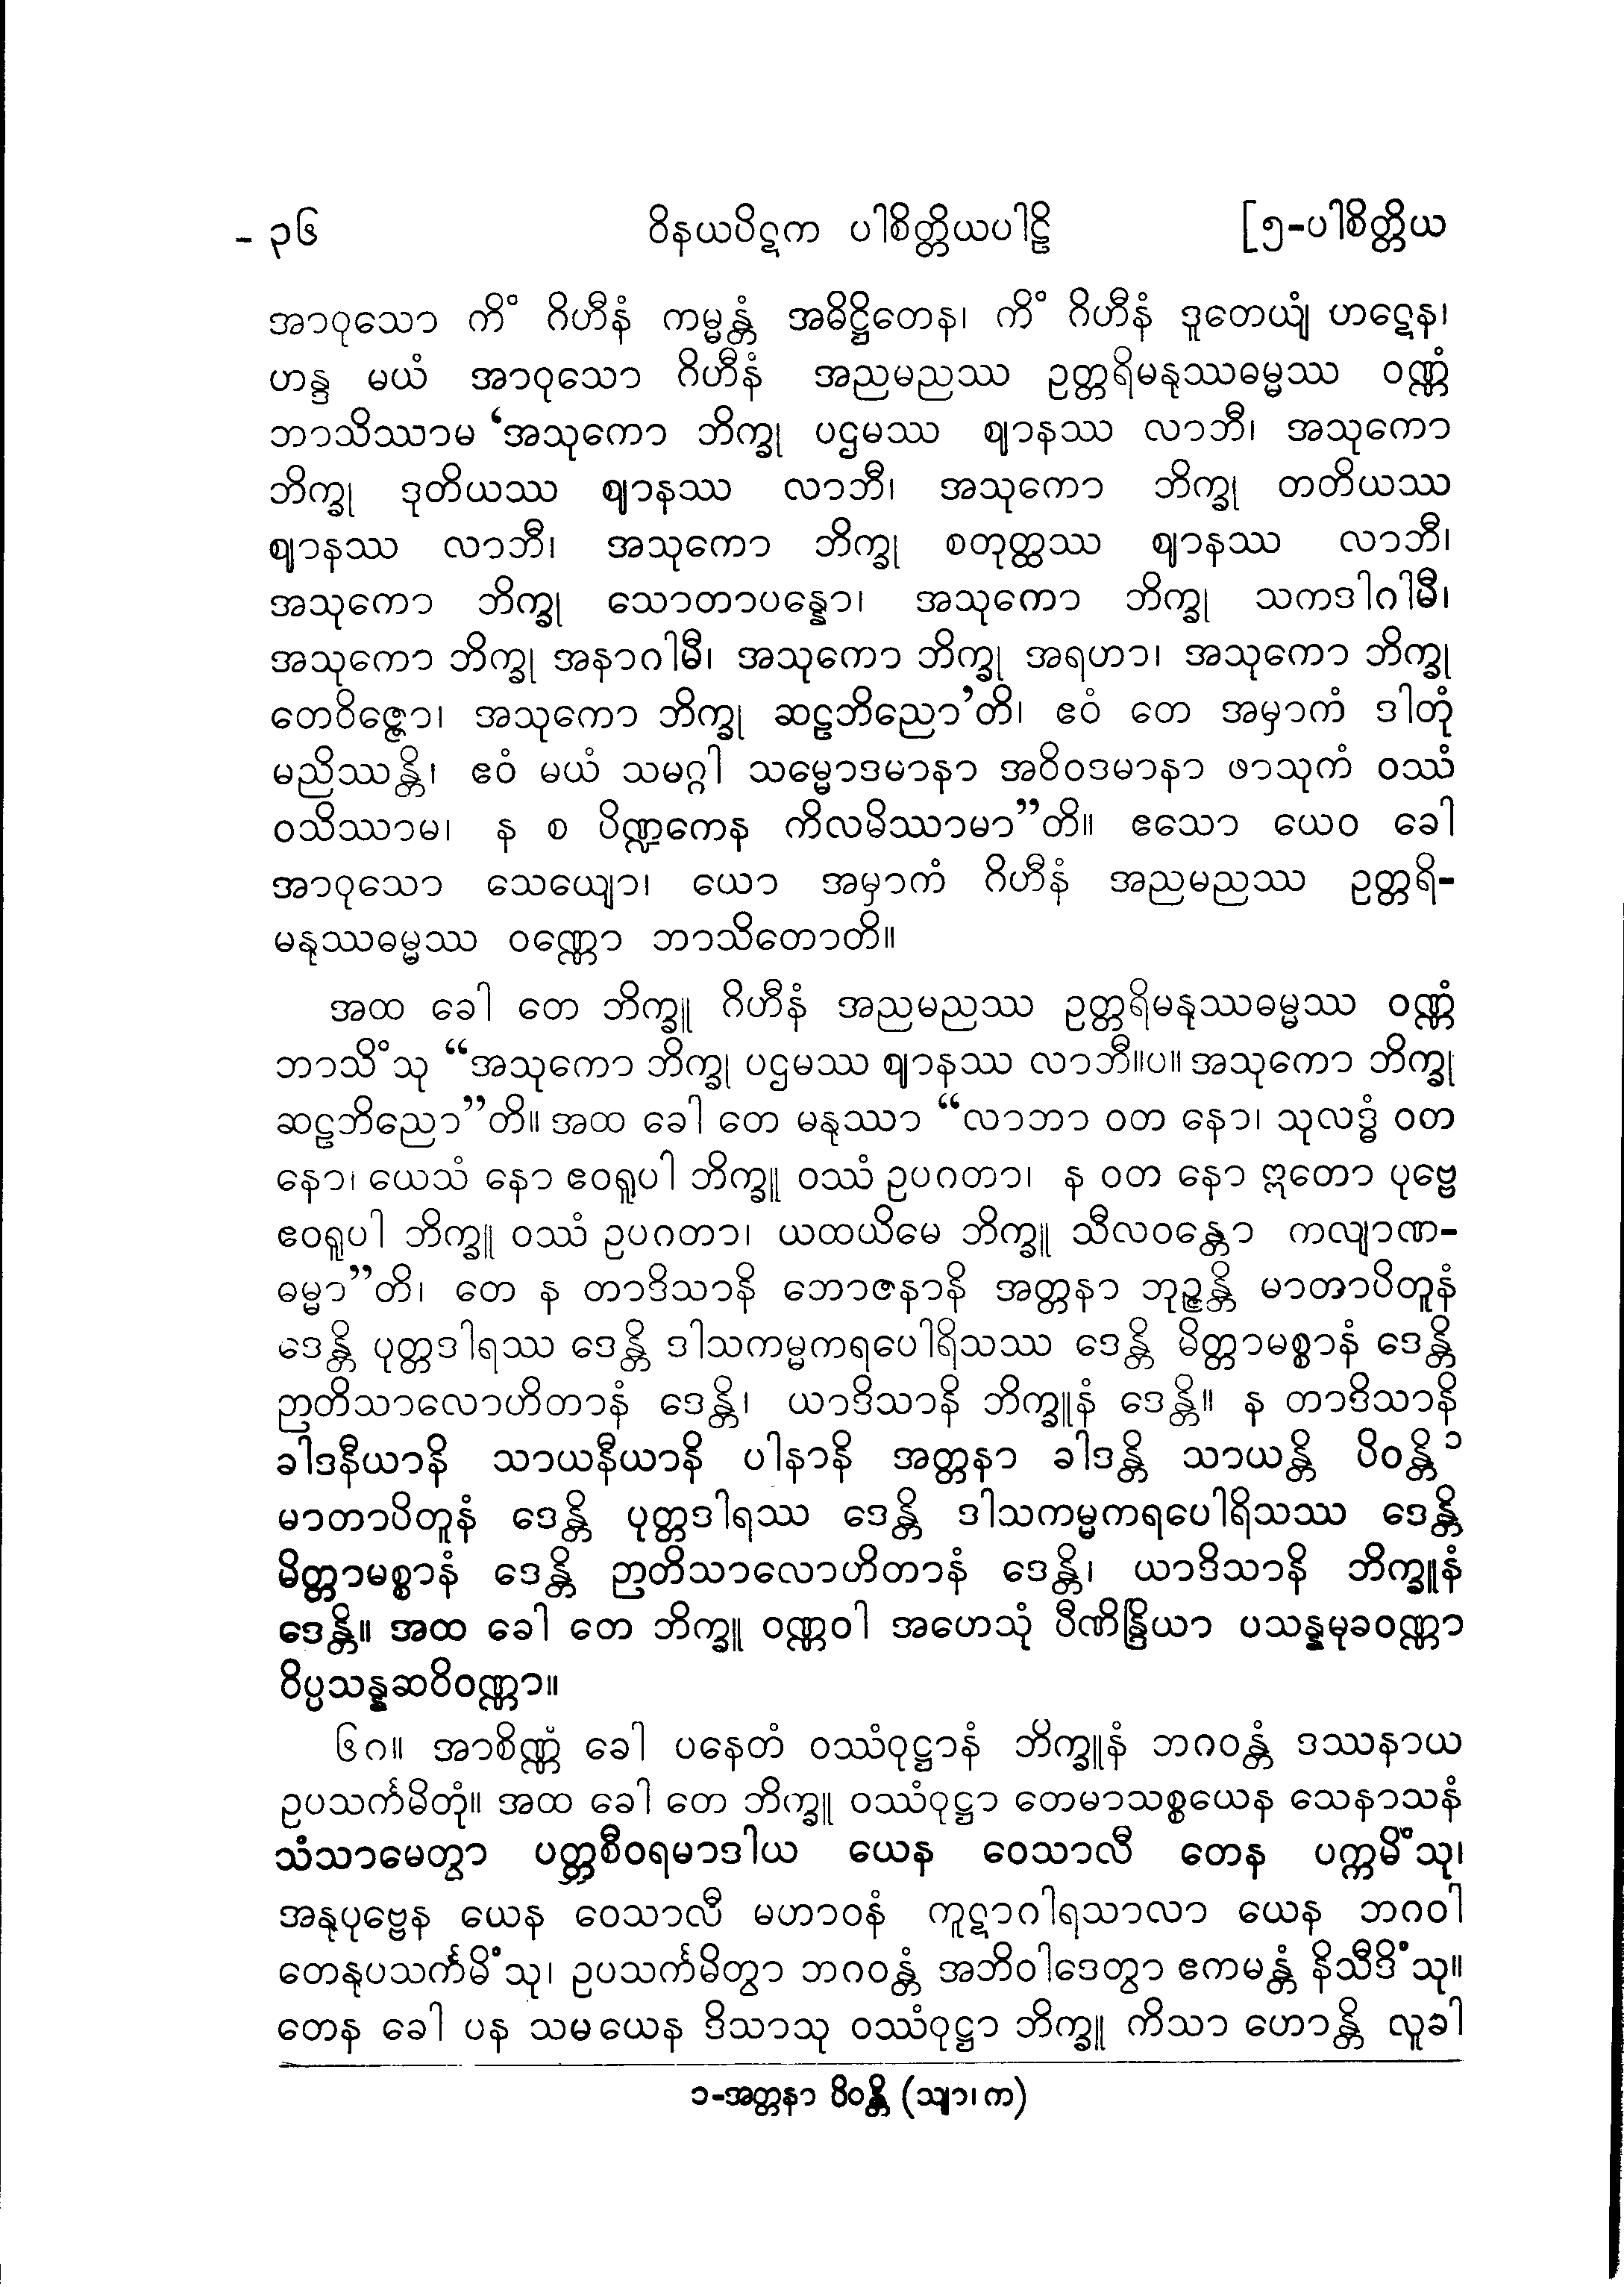 ၃၆ ဝိနယပိဋက ပါစိတ္တိယပါဠိ [၅-ပါစိတ္တိယ
အာဝုသော ကိံ ဂိဟီနံ ကမ္မန္တံ အဓိဋ္ဌိတေန၊ ကိံ ဂိဟီနံ ဒူတေယျံ ဟဋေန၊
ဟန္ဒ မယံ အာဝုသော ဂိဟီနံ အညမညဿ ဥတ္တရိမနုဿဓမ္မဿ ဝဏ္ဏံ
ဘာသိဿာမ ‘အသုကော ဘိက္ခု ပဌမဿ ဈာနဿ လာဘီ၊ အသုကော
ဘိက္ခု ဒုတိယဿ ဈာနဿ လာဘီ၊ အသုကော ဘိက္ခု တတိယဿ
ဈာနဿ လာဘီ၊ အသုကော ဘိက္ခု စတုတ္ထဿ ဈာနဿ လာဘီ၊
အသုကော ဘိက္ခု သောတာပန္နော၊ အသုကော ဘိက္ခု သကဒါဂါမီ၊
အသုကော ဘိက္ခု အနာဂါမီ၊ အသုကော ဘိက္ခု အရဟာ၊ အသုကော ဘိက္ခု
တေဝိဇ္ဇော၊ အသုကော ဘိက္ခု ဆဠဘိညော’တိ၊ ဧဝံ တေ အမှာကံ ဒါတုံ
မညိဿန္တိ၊ ဧဝံ မယံ သမဂ္ဂါ သမ္မောဒမာနာ အဝိဝဒမာနာ ဖာသုကံ ဝဿံ
ဝသိဿာမ၊ န စ ပိဏ္ဍကေန ကိလမိဿာမာ”တိ။ ဧသော ယေဝ ခေါ
အာဝုသော သေယျော၊ ယော အမှာကံ ဂိဟီနံ အညမညဿ ဥတ္တရိ-
မနုဿဓမ္မဿ ဝဏ္ဏော ဘာသိတောတိ။
အထ ခေါ တေ ဘိက္ခူ ဂိဟီနံ အညမညဿ ဥတ္တရိမနုဿဓမ္မဿ ဝဏ္ဏံ
ဘာသိံသု “အသုကော ဘိက္ခု ပဌမဿ ဈာနဿ လာဘီ။ပ။ အသုကော ဘိက္ခု
ဆဠဘိညော”တိ။ အထ ခေါ တေ မနုဿာ “လာဘာ ဝတ နော၊ သုလဒ္ဓံ ဝတ
နော၊ ယေသံ နော ဧဝရူပါ ဘိက္ခူ ဝဿံ ဥပဂတာ၊ န ဝတ နော ဣတော ပုဗ္ဗေ
ဧဝရူပါ ဘိက္ခူ ဝဿံ ဥပဂတာ၊ ယထယိမေ ဘိက္ခူ သီလဝန္တော ကလျာဏ-
ဓမ္မာ”တိ၊ တေ န တာဒိသာနိ ဘောဇနာနိ အတ္တနာ ဘုဉ္ဇန္တိ မာတာပိတူနံ
ဒေန္တိ ပုတ္တဒါရဿ ဒေန္တိ ဒါသကမ္မကရပေါရိသဿ ဒေန္တိ မိတ္တာမစ္စာနံ ဒေန္တိ
ဉာတိသာလောဟိတာနံ ဒေန္တိ၊ ယာဒိသာနိ ဘိက္ခူနံ ဒေန္တိ။ န တာဒိသာနိ
ခါဒနီယာနိ သာယနီယာနိ ပါနာနိ အတ္တနာ ခါဒန္တိ သာယန္တိ ပိဝန္တိ ၁
မာတာပိတူနံ ဒေန္တိ ပုတ္တဒါရဿ ဒေန္တိ ဒါသကမ္မကရပေါရိသဿ ဒေန္တိ
မိတ္တာမစ္စာနံ ဒေန္တိ ဉာတိသာလောဟိတာနံ ဒေန္တိ၊ ယာဒိသာနိ ဘိက္ခူနံ
ဒေန္တိ။ အထ ခေါ တေ ဘိက္ခူ ဝဏ္ဏဝါ အဟေသုံ ပီဏိန္ဒြိယာ ပသန္နမုခဝဏ္ဏာ
ဝိပ္ပသန္နဆဝိဝဏ္ဏာ။
၆၈။ အာစိဏ္ဏံ ခေါ ပနေတံ ဝဿံဝုဋ္ဌာနံ ဘိက္ခူနံ ဘဂဝန္တံ ဒဿနာယ
ဥပသင်္ကမိတုံ။ အထ ခေါ တေ ဘိက္ခူ ဝဿံဝုဋ္ဌာ တေမာသစ္စယေန သေနာသနံ
သံသာမေတွာ ပတ္တစီဝရမာဒါယ ယေန ဝေသာလီ တေန ပက္ကမိံသု၊
အနုပုဗ္ဗေန ယေန ဝေသာလီ မဟာဝနံ ကူဋာဂါရသာလာ ယေန ဘဂဝါ
တေနုပသင်္ကမိံသု၊ ဥပသင်္ကမိတွာ ဘဂဝန္တံ အဘိဝါဒေတွာ ဧကမန္တံ နိသီဒိံသု။
တေန ခေါ ပန သမယေန ဒိသာသု ဝဿံဝုဋ္ဌာ ဘိက္ခူ ကိသာ ဟောန္တိ လူခါ
၁-အတ္တနာ ပိဝန္တိ (သျာ၊ က)